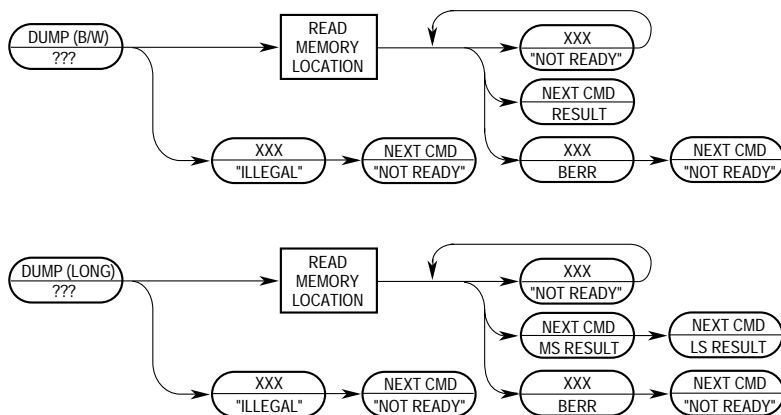 DUMP (B/W)
???
READ
MEMORY
LOCATION
XXX
"NOT READY"
NEXT CMD
RESULT
XXX
"ILLEGAL"
NEXT CMD
"NOT READY"
XXX
BERR
NEXT CMD
"NOT READY"
DUMP (LONG)
???
READ
MEMORY
LOCATION
XXX
"NOT READY"
NEXT CMD
MS RESULT
NEXT CMD
LS RESULT
XXX
"ILLEGAL"
NEXT CMD
"NOT READY"
XXX
BERR
NEXT CMD
"NOT READY"